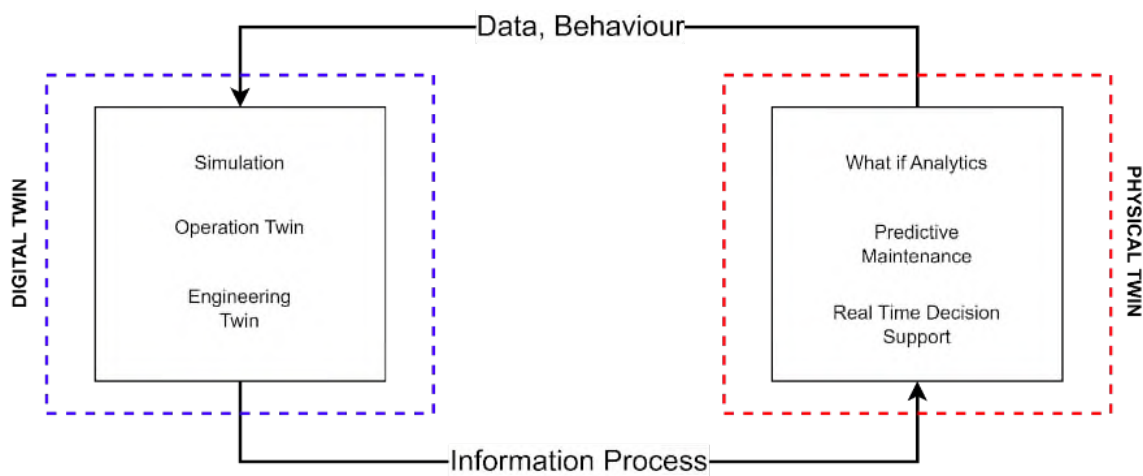 Data, Behaviour
DIGITAL TWIN
Simulation
Operation Twin
Engineering
Twin
What if Analytics
Predictive
Maintenance
Real Time Decision
Support
PHYSICAL TWIN
Information Process